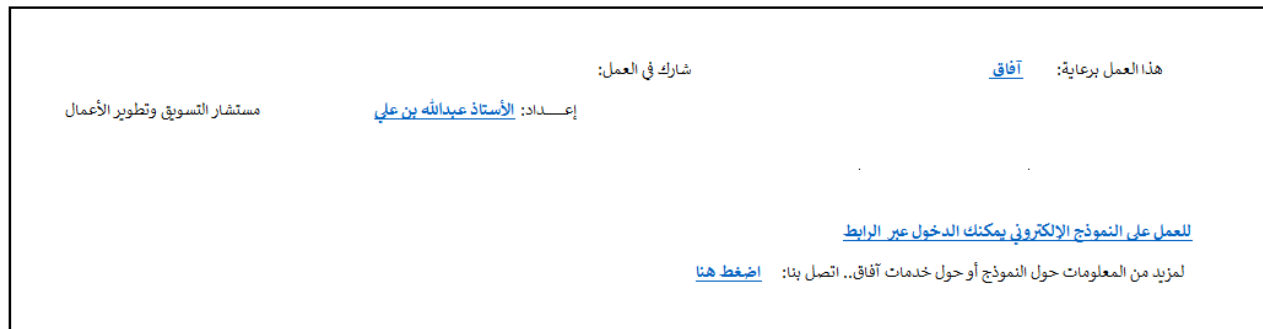 هذا العمل برعاية: آفاق شارك في العمل:
إعـــداد: الأستاذ عبدالله بن علي مستشار التسويق وتطوير الأعمال
للعمل على النموذج الإلكتروني يمكنك الدخول عبر الرابط
لمزيد من المعلومات حول النموذج أو حول خدمات آفاق.. اتصل بنا: اضغط هنا